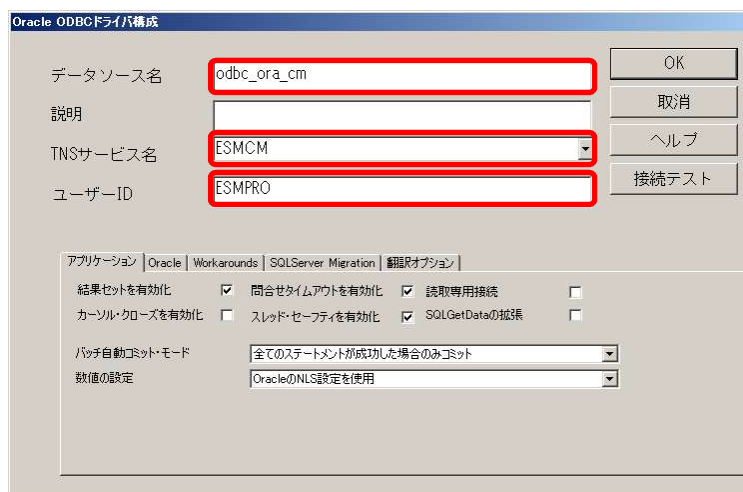 Oracle ODBCドライバ構成
データソース名 odbc_ora_cm OK
説明 取消
TNSサービス名 ESMCM ヘルプ
ユーザーID ESMPRO 接続テスト
アプリケーション Oracle Workarounds SQLServer Migration 翻訳オプション
結果セットを有効化 問合せタイムアウトを有効化 読取専用接続
カーソル・クローズを有効化 スレッド・セーフティを有効化 SQLGetDataの拡張
バッチ自動コミット・モード 全てのステートメントが成功した場合のみコミット
数値の設定 OracleのNLS設定を使用